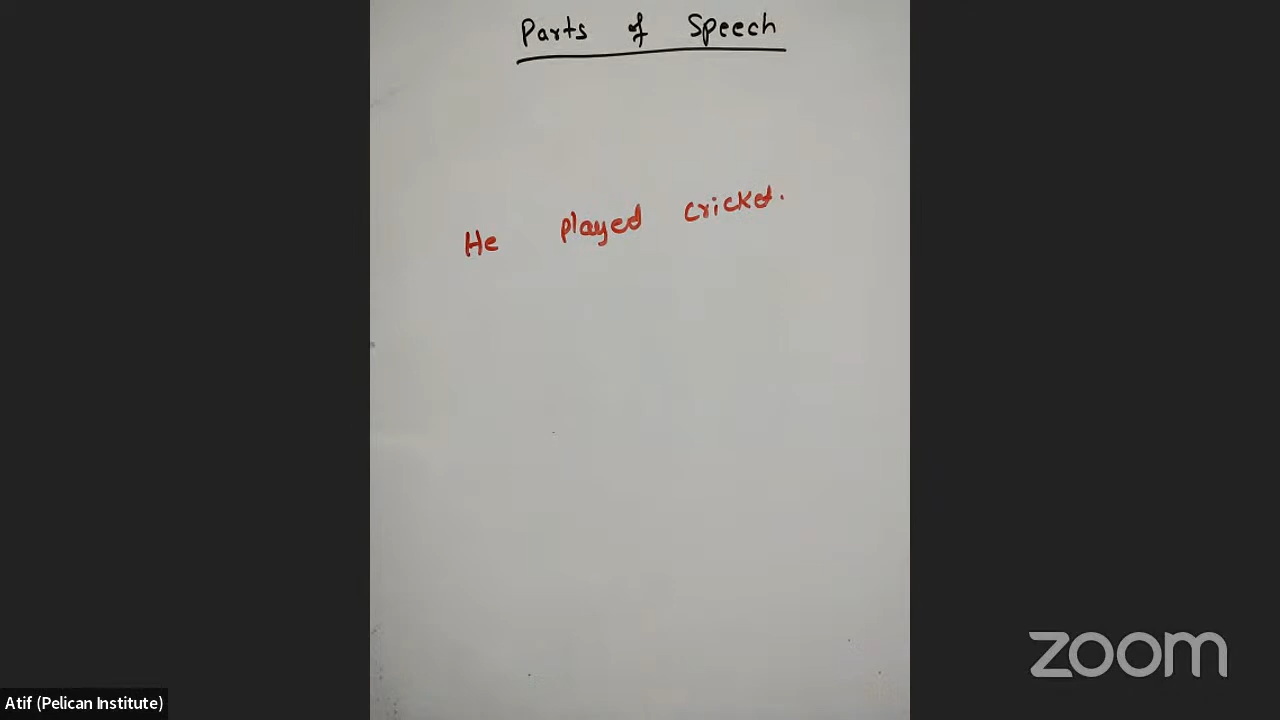 Parts of Speech
He played cricket.
zoom
Atif (Pelican Institute)